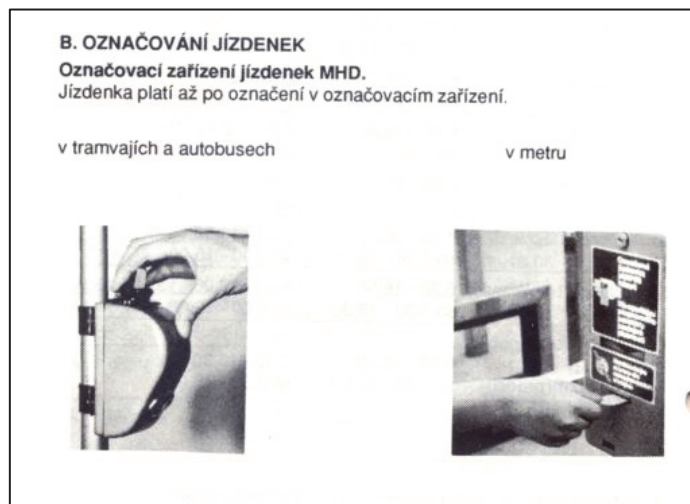 B. OZNAČOVÁNÍ JÍZDENEK
Označovací zařízení jízdenek MHD.
Jízdenka platí až po označení v označovacím zařízení.
v tramvajích a autobusech
v metru